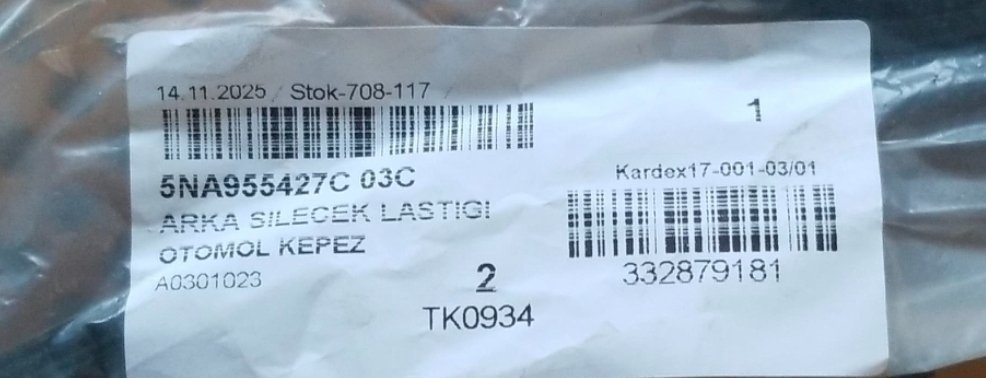 14.11.2025 / Stok-708-117
1
5NA955427C 03C
Kardex17-001-03/01
ARKA SILECEK LASTIGI
OTOMOL KEPEZ
A0301023
332879181
2
TK0934